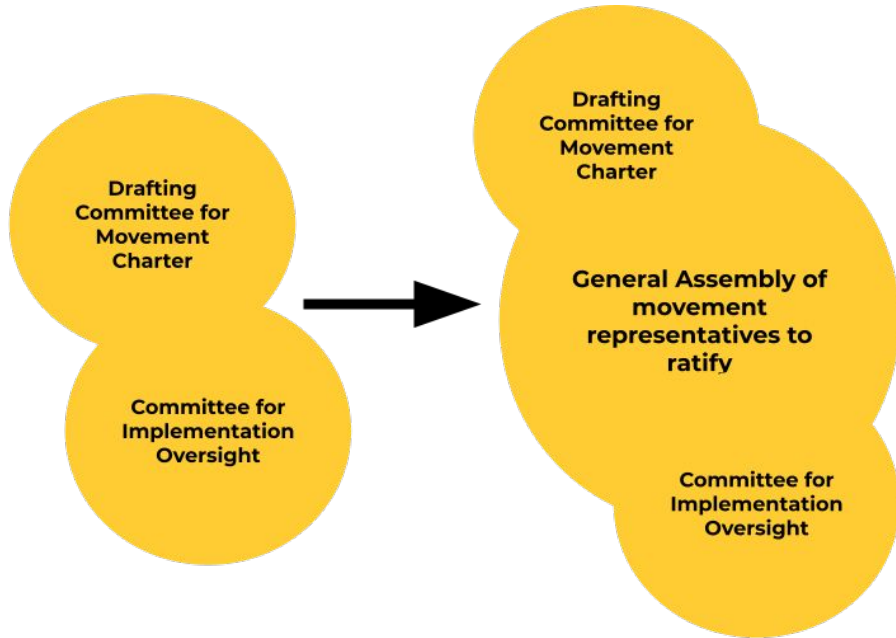 Drafting
Committee for
Movement
Charter
Committee for
Implementation
Oversight
Drafting
Committee for
Movement
Charter
General Assembly of
movement
representatives to
ratify
Committee for
Implementation
Oversight